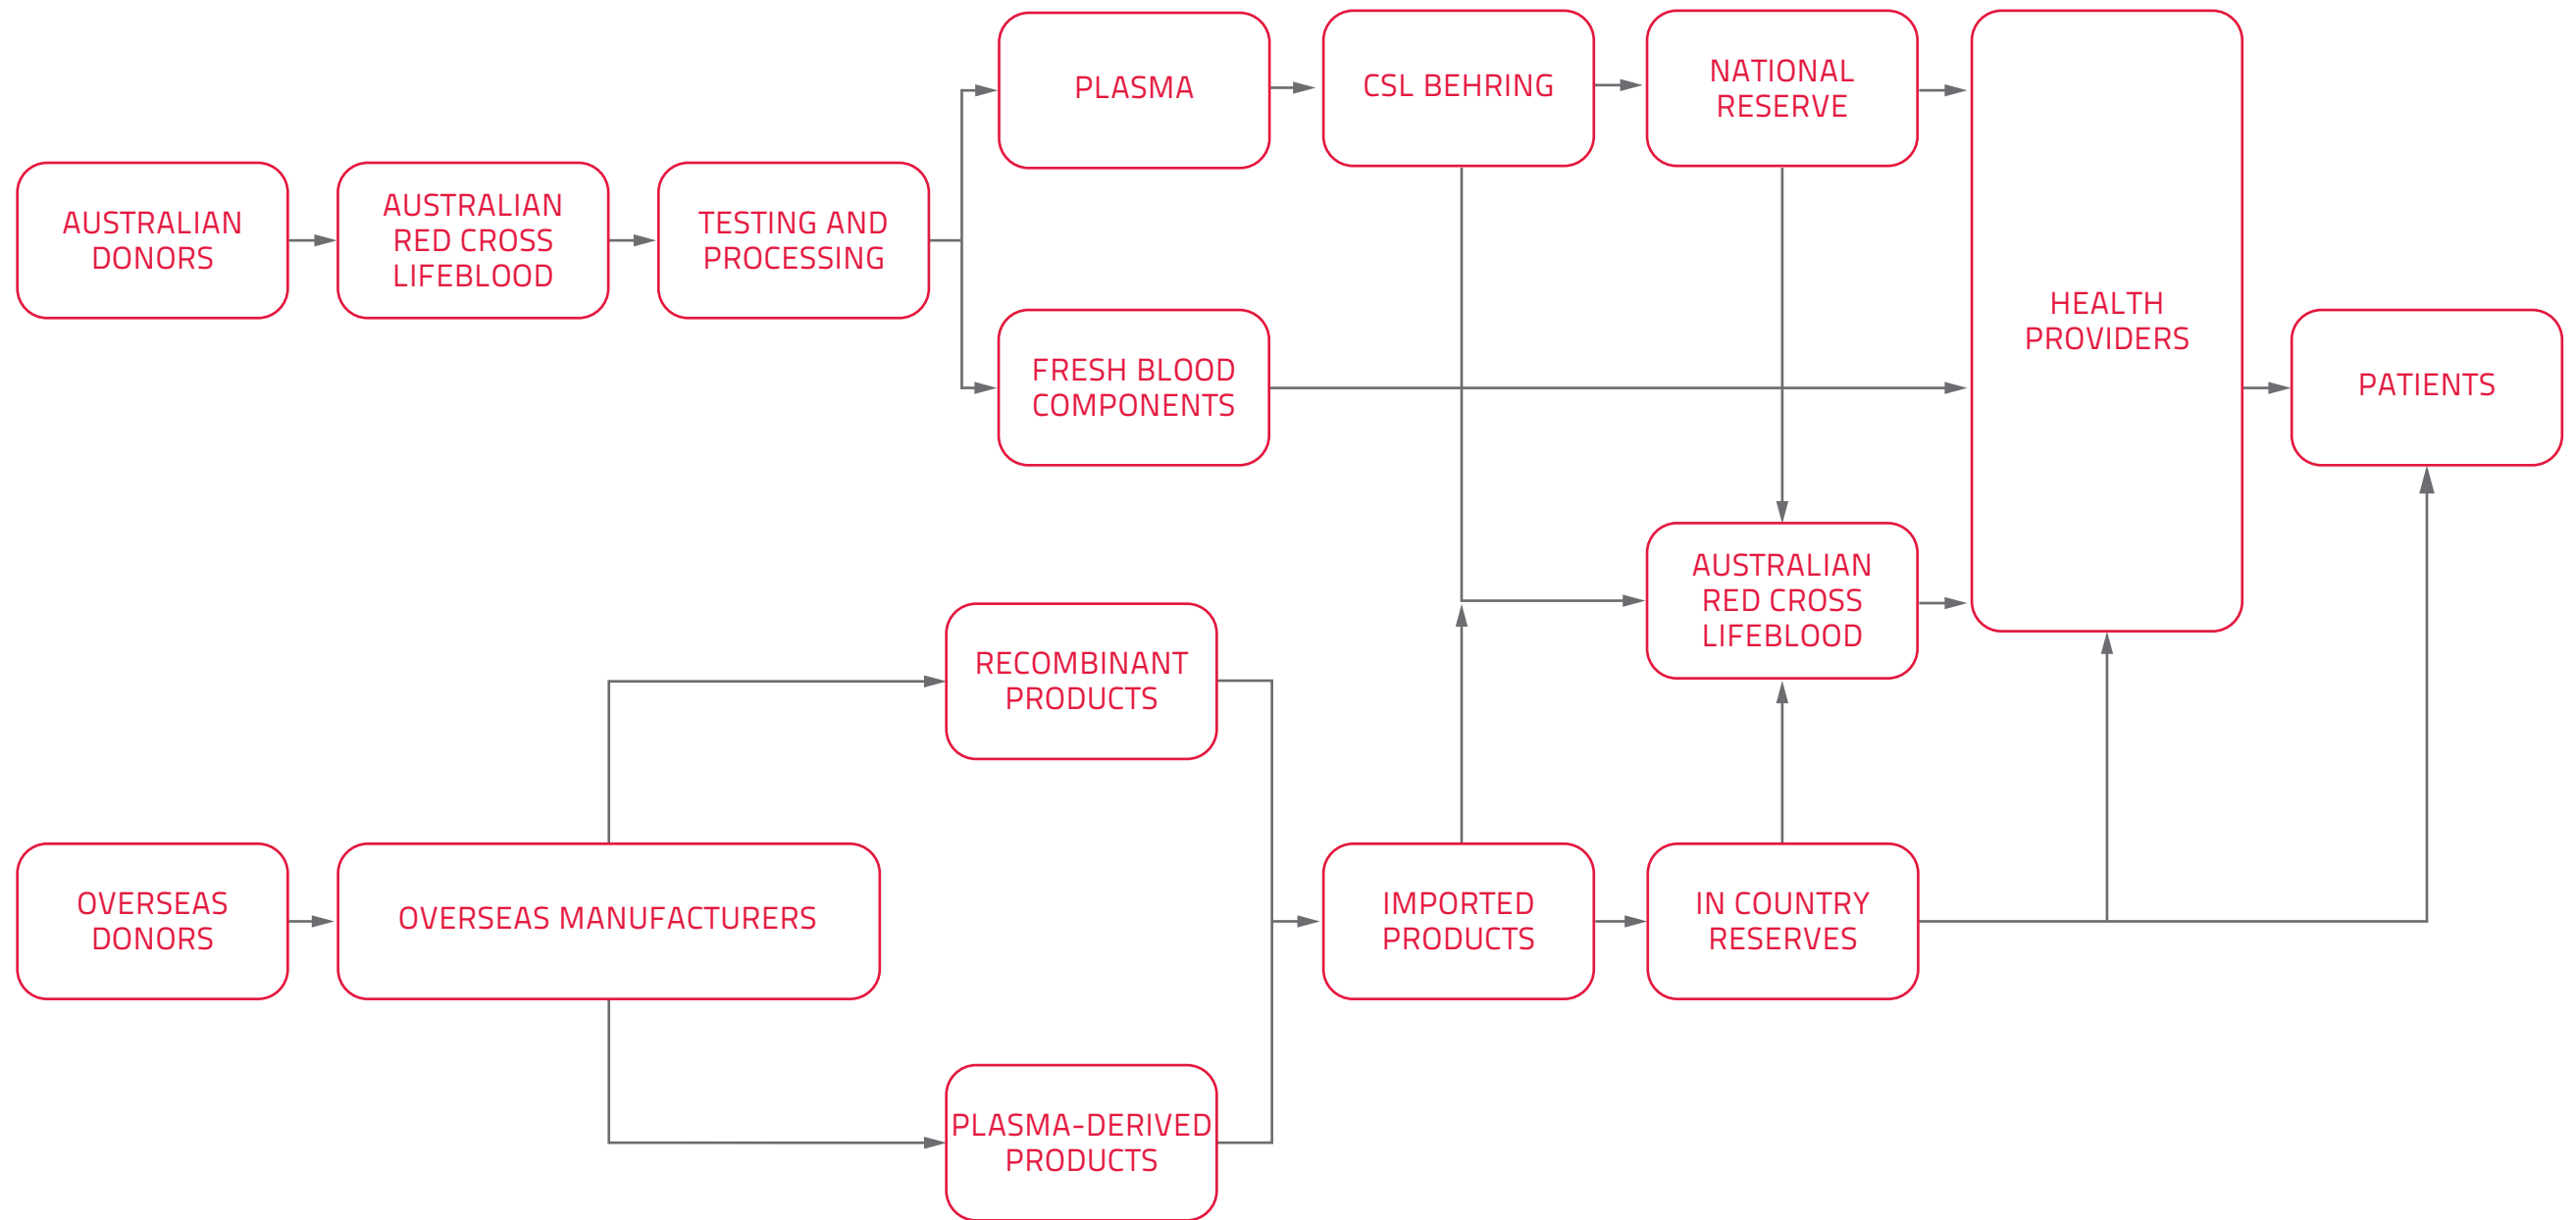 PLASMA
CSL BEHRING
NATIONAL
RESERVE
AUSTRALIAN
DONORS
AUSTRALIAN
RED CROSS
LIFEBLOOD
TESTING AND
PROCESSING
FRESH BLOOD
COMPONENTS
HEALTH
PROVIDERS
PATIENTS
AUSTRALIAN
RED CROSS
LIFEBLOOD
RECOMBINANT
PRODUCTS
OVERSEAS
DONORS
OVERSEAS MANUFACTURERS
IMPORTED
PRODUCTS
IN COUNTRY
RESERVES
PLASMA-DERIVED
PRODUCTS